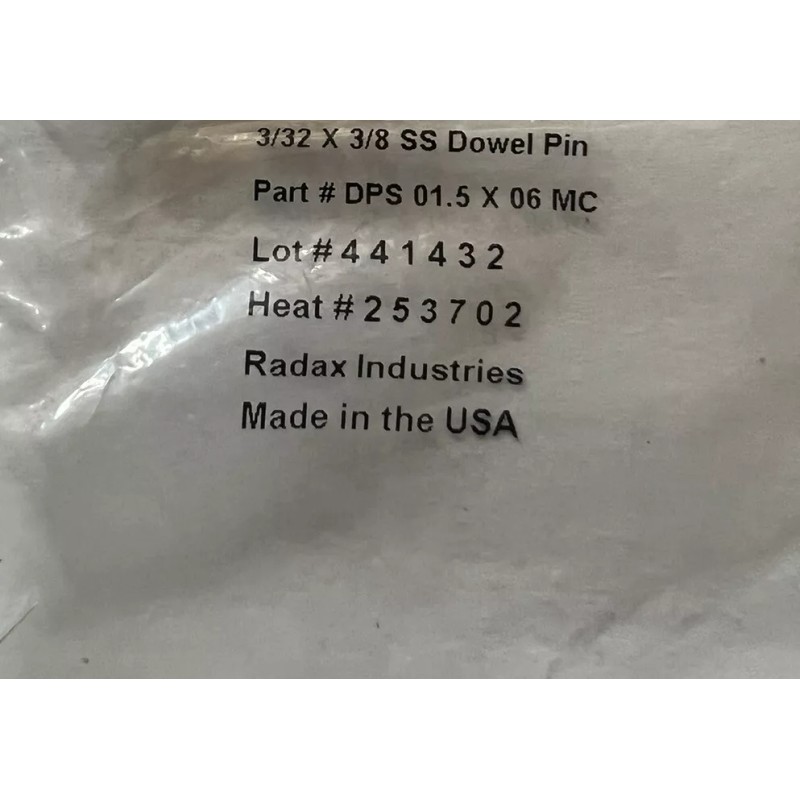 3/32 X 3/8 SS Dowel Pin
Part # DPS 01.5 X 06 MC
Lot # 4 4 1 4 3 2
Heat # 2 5 3 7 0 2
Radax Industries
Made in the USA